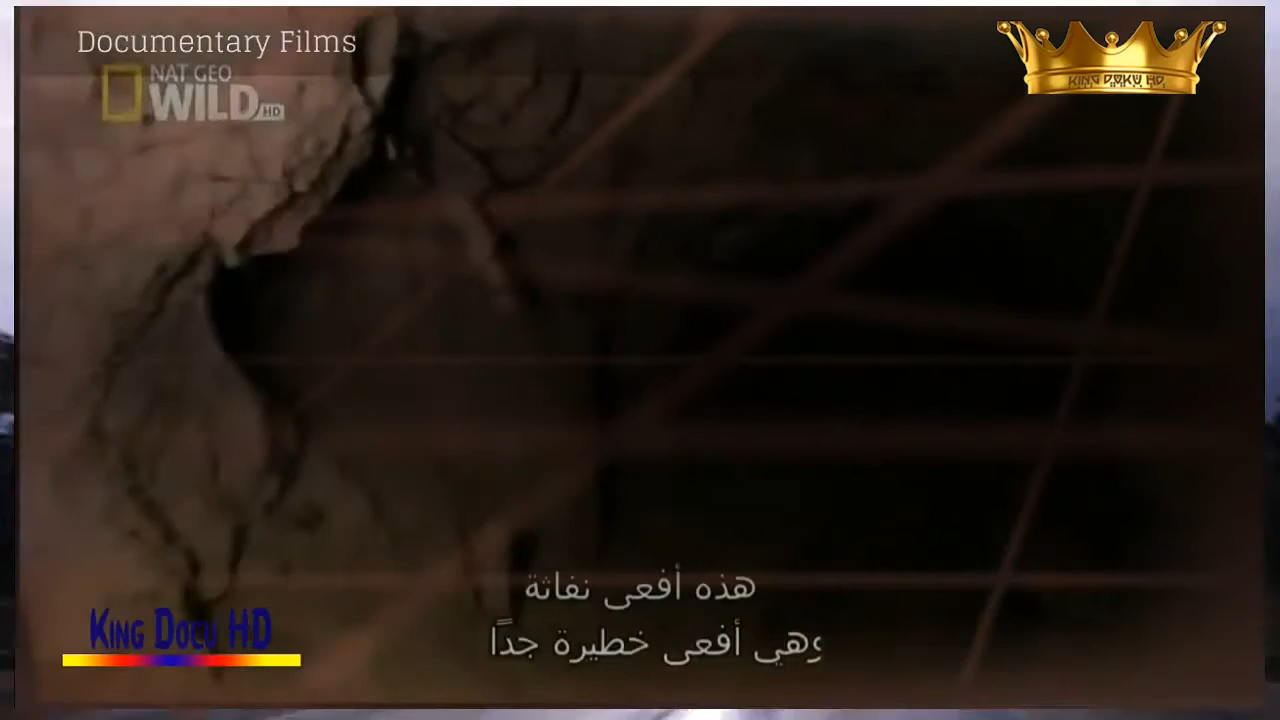 Documentary Films
NAT GEO
WILD HD
KING DOKU HD.
هذه أفعى نفاثة
وهي أفعى خطيرة جدًا
KING DOCU HD